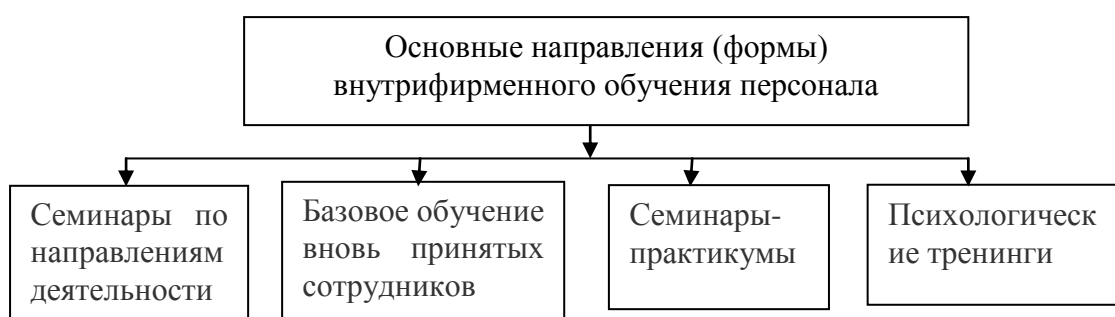 Основные направления (формы)
внутрифирменного обучения персонала
Семинары по
направлениям
деятельности
Базовое обучение
вновь принятых
сотрудников
Семинары-
практикумы
Психологическ
ие тренинги